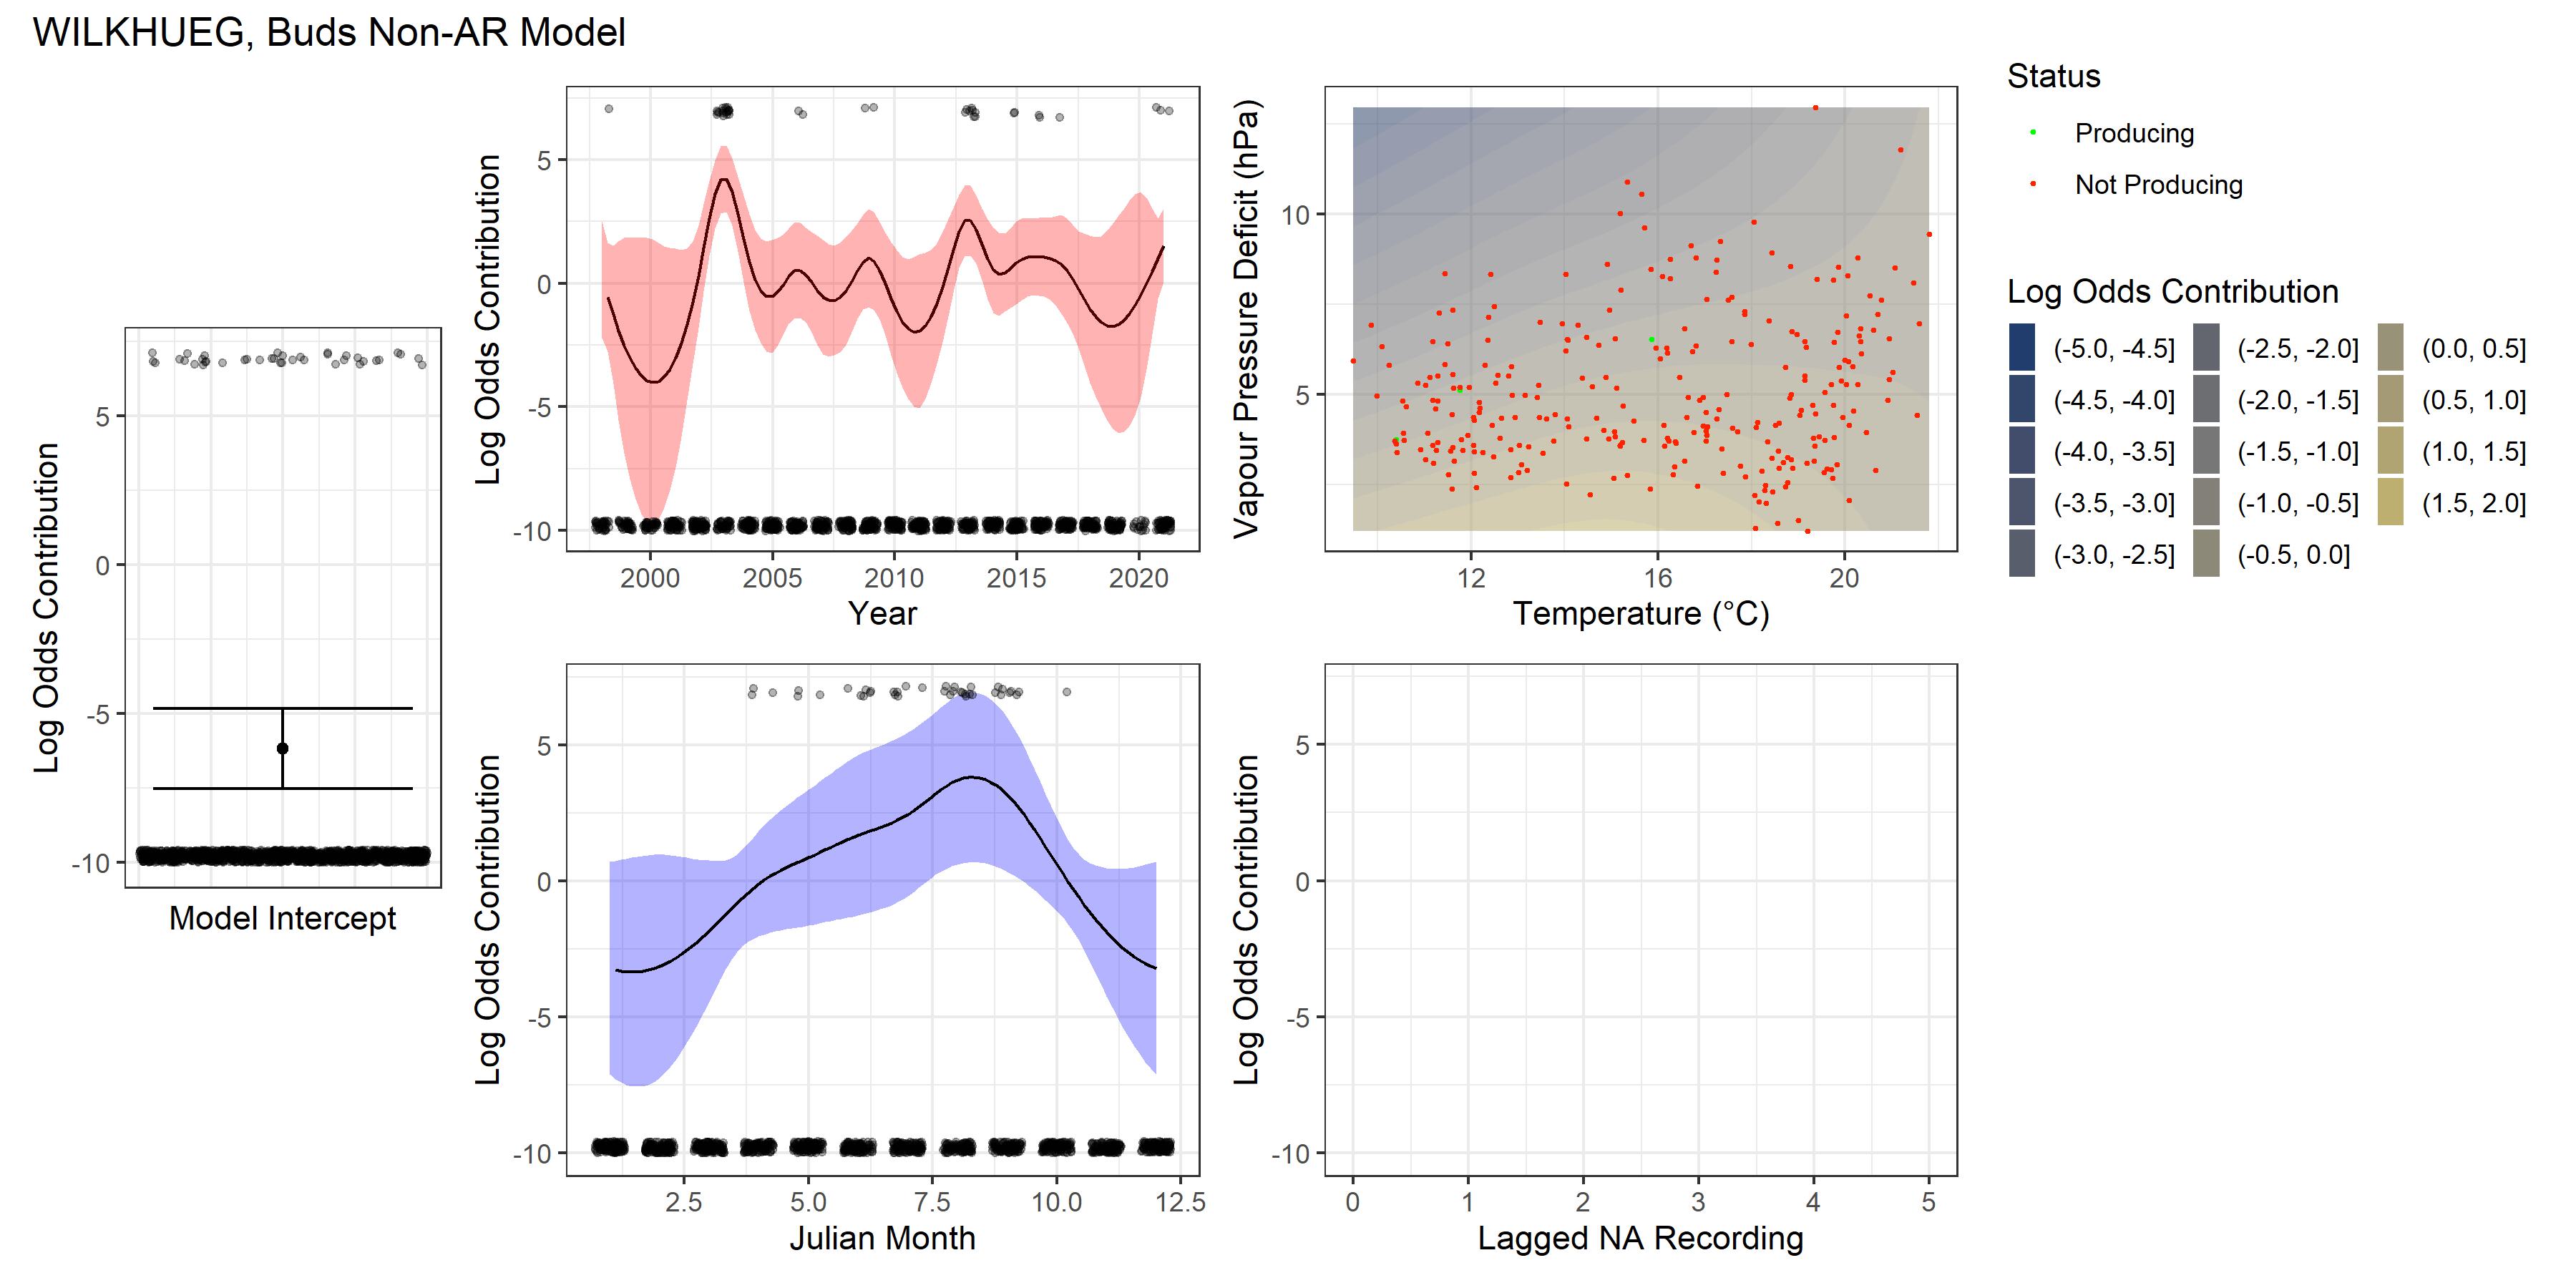 WILKHUEG, Buds Non-AR Model
Log Odds Contribution
5
0
-5
-10
Model Intercept
Log Odds Contribution
5
0
-5
-10
2000 2005 2010 2015 2020
Year
Vapour Pressure Deficit (hPa)
10
5
12 16 20
Temperature (°C)
Log Odds Contribution
5
0
-5
-10
2.5 5.0 7.5 10.0 12.5
Julian Month
Log Odds Contribution
5
0
-5
-10
0 1 2 3 4 5
Lagged NA Recording
Status
Producing
Not Producing
Log Odds Contribution
(-5.0, -4.5] (-2.5, -2.0] (0.0, 0.5]
(-4.5, -4.0] (-2.0, -1.5] (0.5, 1.0]
(-4.0, -3.5] (-1.5, -1.0] (1.0, 1.5]
(-3.5, -3.0] (-1.0, -0.5] (1.5, 2.0]
(-3.0, -2.5] (-0.5, 0.0]